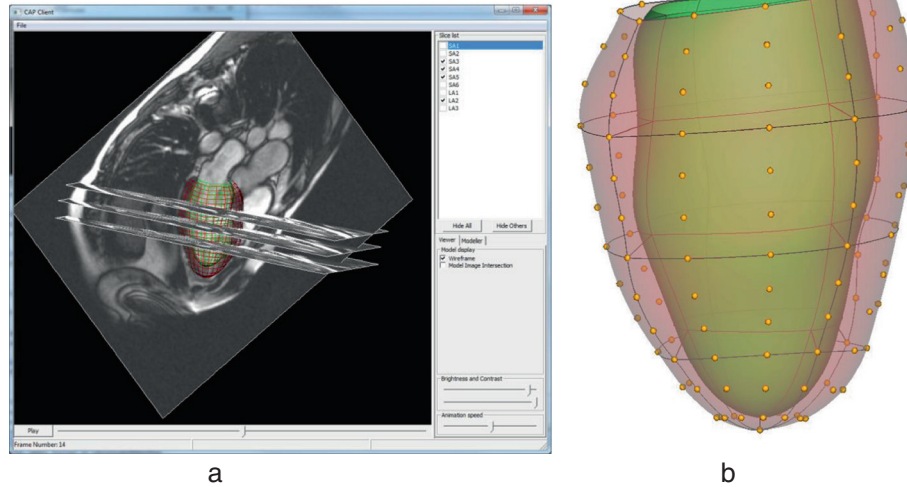 CAP Client
File
Slice list
SA1
SA2
SA3
SA4
SA5
SA6
LA1
LA2
LA3
Hide All Hide Others
Viewer Modeller
Model display
Wireframe
Model Image Intersection
Brightness and Contrast
Animation speed
Play
Frame Number: 14
a b